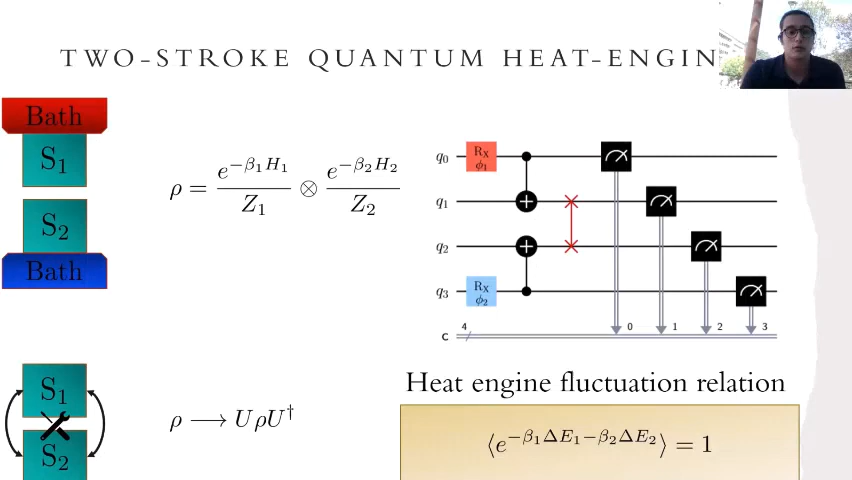 TWO-STROKE QUANTUM HEAT-ENGIN
Bath
S₁
S₂
Bath
ρ = e^{−β₁H₁}/Z₁ ⊗ e^{−β₂H₂}/Z₂
q₀ R_X ϕ₁
q₁
q₂
q₃ R_X ϕ₂
c 4 0 1 2 3
S₁
S₂
ρ ⟶ UρU†
Heat engine fluctuation relation
⟨e^{−β₁ΔE₁−β₂ΔE₂}⟩ = 1